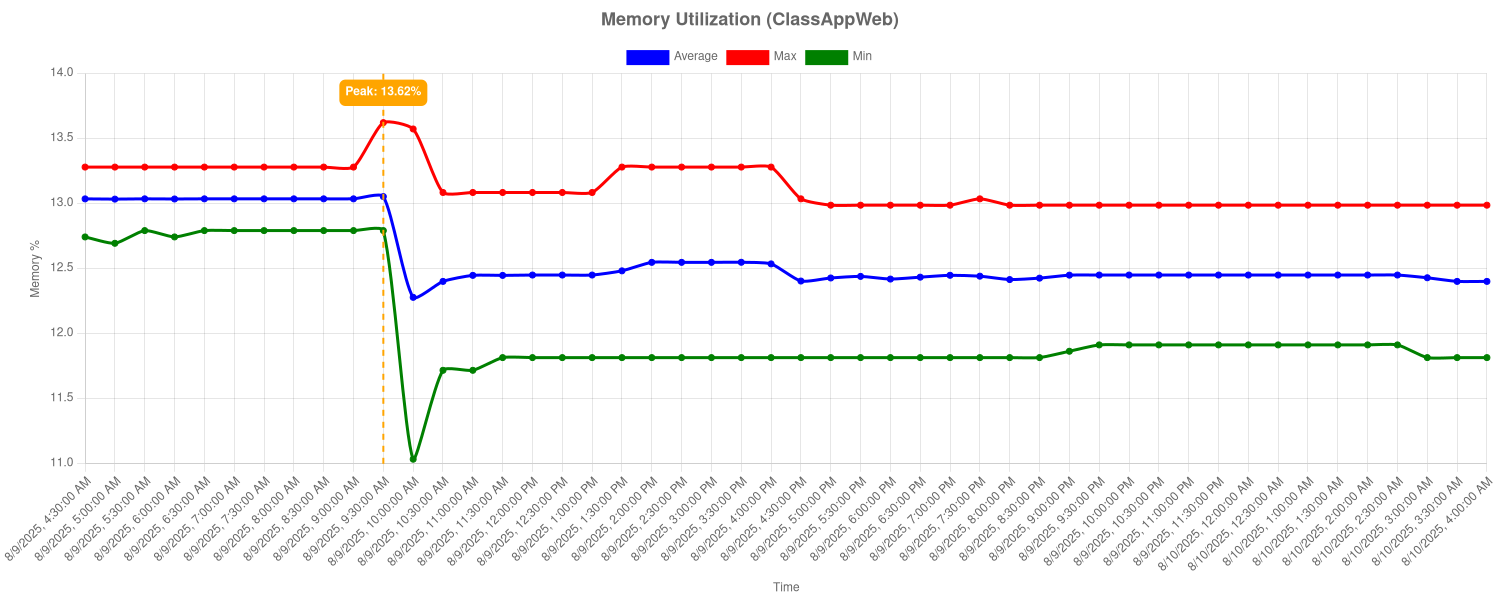 Memory Utilization (ClassAppWeb)
Average Max Min
14.0
Peak: 13.62%
13.5
13.0
12.5
Memory %
12.0
11.5
11.0
8/9/2025, 4:30:00 AM
8/9/2025, 5:00:00 AM
8/9/2025, 5:30:00 AM
8/9/2025, 6:00:00 AM
8/9/2025, 6:30:00 AM
8/9/2025, 7:00:00 AM
8/9/2025, 7:30:00 AM
8/9/2025, 8:00:00 AM
8/9/2025, 8:30:00 AM
8/9/2025, 9:00:00 AM
8/9/2025, 9:30:00 AM
8/9/2025, 10:00:00 AM
8/9/2025, 10:30:00 AM
8/9/2025, 11:00:00 AM
8/9/2025, 11:30:00 AM
8/9/2025, 12:00:00 PM
8/9/2025, 12:30:00 PM
8/9/2025, 1:00:00 PM
8/9/2025, 1:30:00 PM
8/9/2025, 2:00:00 PM
8/9/2025, 2:30:00 PM
8/9/2025, 3:00:00 PM
8/9/2025, 3:30:00 PM
8/9/2025, 4:00:00 PM
8/9/2025, 4:30:00 PM
8/9/2025, 5:00:00 PM
8/9/2025, 5:30:00 PM
8/9/2025, 6:00:00 PM
8/9/2025, 6:30:00 PM
8/9/2025, 7:00:00 PM
8/9/2025, 7:30:00 PM
8/9/2025, 8:00:00 PM
8/9/2025, 8:30:00 PM
8/9/2025, 9:00:00 PM
8/9/2025, 9:30:00 PM
8/9/2025, 10:00:00 PM
8/9/2025, 10:30:00 PM
8/9/2025, 11:00:00 PM
8/9/2025, 11:30:00 PM
8/10/2025, 12:00:00 AM
8/10/2025, 12:30:00 AM
8/10/2025, 1:00:00 AM
8/10/2025, 1:30:00 AM
8/10/2025, 2:00:00 AM
8/10/2025, 2:30:00 AM
8/10/2025, 3:00:00 AM
8/10/2025, 3:30:00 AM
8/10/2025, 4:00:00 AM
Time